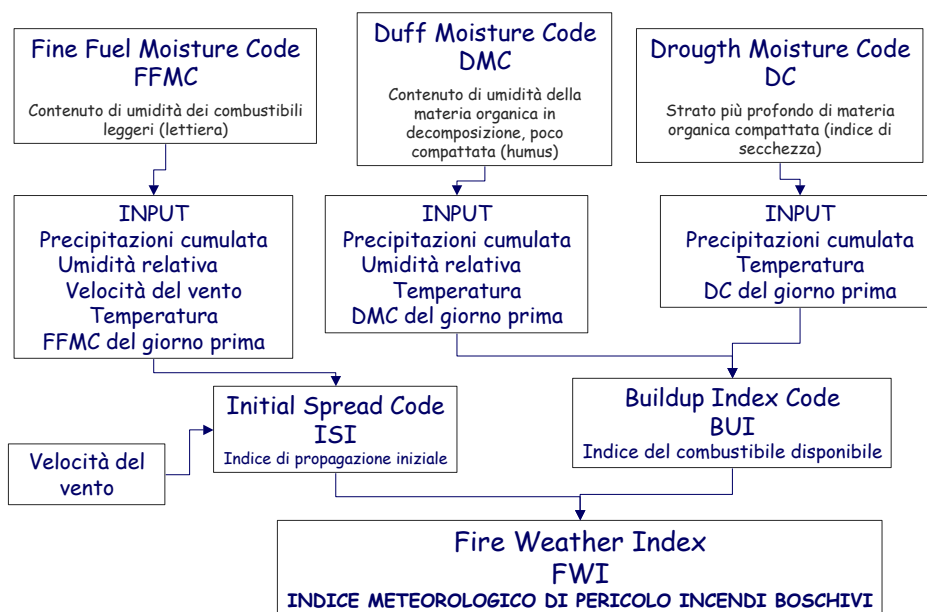 Fine Fuel Moisture Code
FFMC
Contenuto di umidità dei combustibili
leggeri (lettiera)
Duff Moisture Code
DMC
Contenuto di umidità della
materia organica in
decomposizione, poco
compattata (humus)
Drougth Moisture Code
DC
Strato più profondo di materia
organica compattata (indice di
secchezza)
INPUT
Precipitazioni cumulata
Umidità relativa
Velocità del vento
Temperatura
FFMC del giorno prima
INPUT
Precipitazioni cumulata
Umidità relativa
Temperatura
DMC del giorno prima
INPUT
Precipitazioni cumulata
Temperatura
DC del giorno prima
Initial Spread Code
ISI
Indice di propagazione iniziale
Buildup Index Code
BUI
Indice del combustibile disponibile
Velocità del
vento
Fire Weather Index
FWI
INDICE METEOROLOGICO DI PERICOLO INCENDI BOSCHIVI